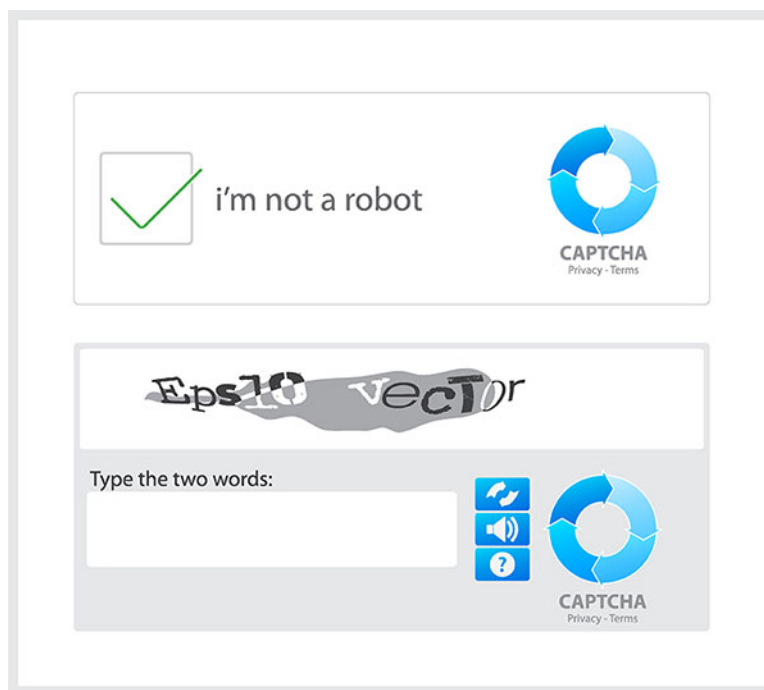 i'm not a robot
CAPTCHA
Privacy - Terms
Eps10 vecTor
Type the two words:
?
CAPTCHA
Privacy - Terms